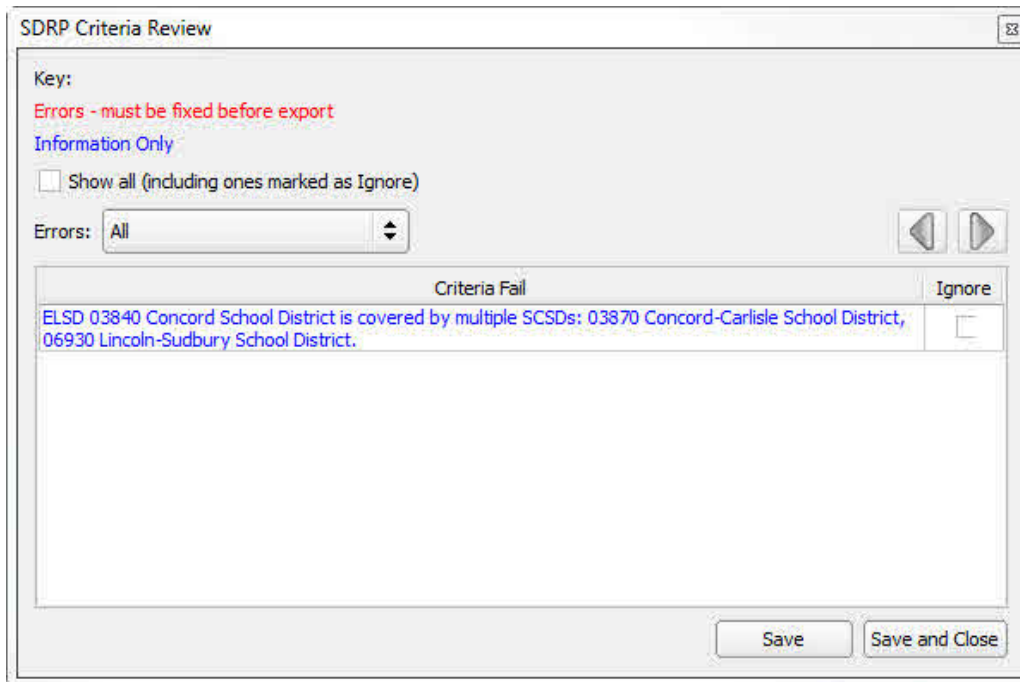 SDRP Criteria Review
Key:
Errors - must be fixed before export
Information Only
Show all (including ones marked as Ignore)
Errors: All
Criteria Fail Ignore
ELSD 03840 Concord School District is covered by multiple SCSDs: 03870 Concord-Carlisle School District,
06930 Lincoln-Sudbury School District.
Save Save and Close